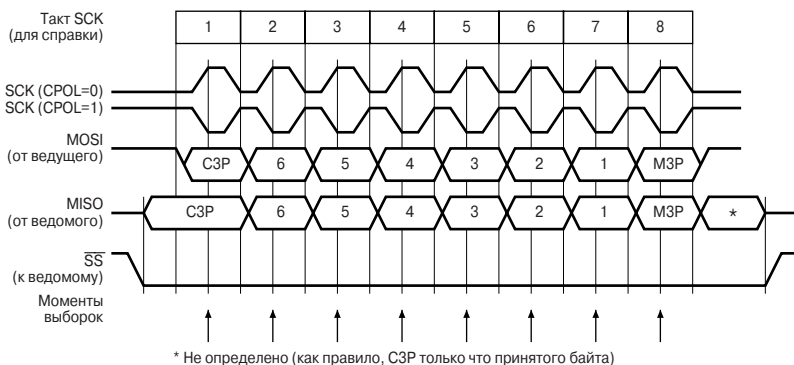 Такт SCK
(для справки)
1 2 3 4 5 6 7 8
SCK (CPOL=0)
SCK (CPOL=1)
MOSI
(от ведущего)
СЗР 6 5 4 3 2 1 МЗР
MISO
(от ведомого)
СЗР 6 5 4 3 2 1 МЗР *
SS
(к ведомому)
Моменты
выборок
* Не определено (как правило, СЗР только что принятого байта)